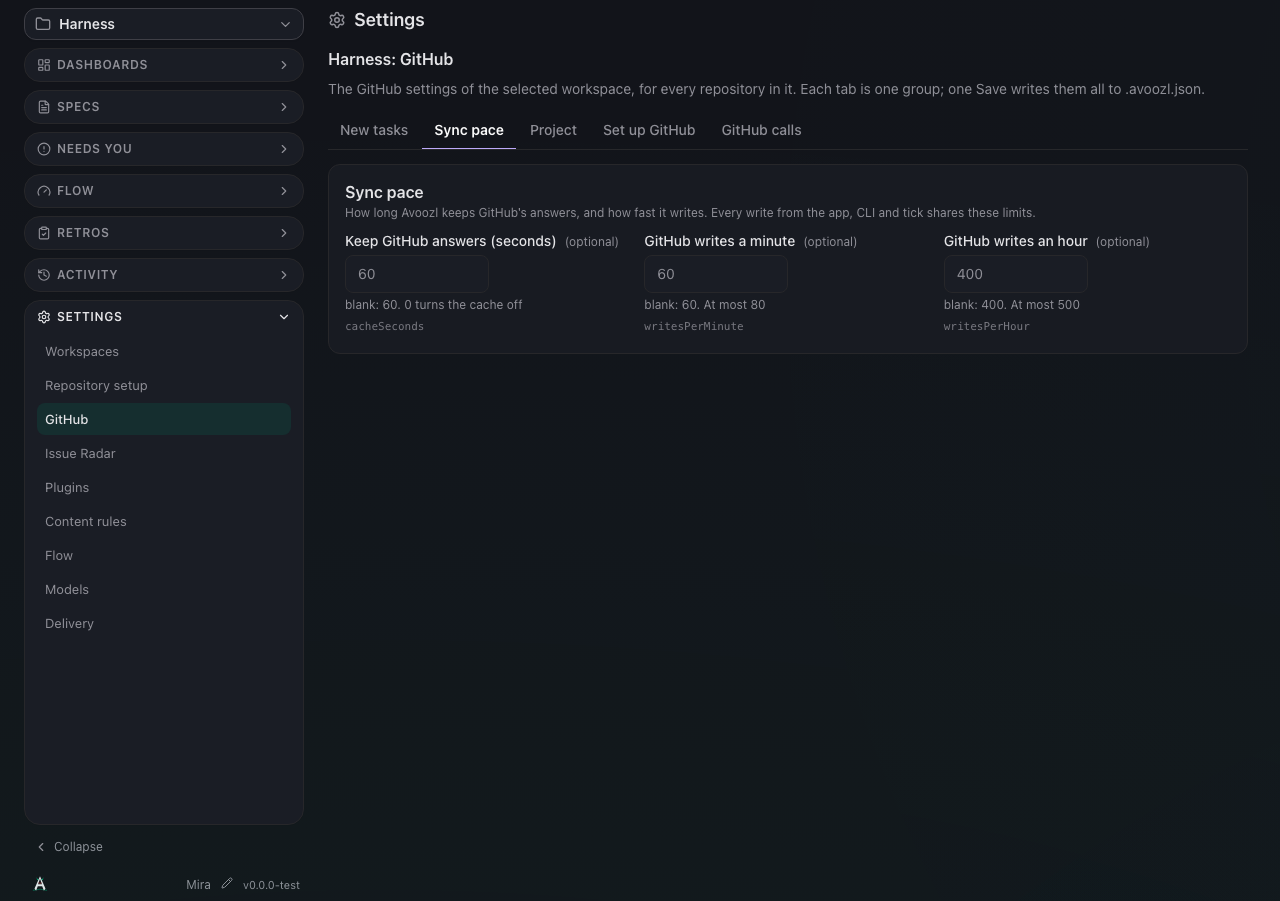 Harness
DASHBOARDS
SPECS
NEEDS YOU
FLOW
RETROS
ACTIVITY
SETTINGS
Workspaces
Repository setup
GitHub
Issue Radar
Plugins
Content rules
Flow
Models
Delivery
Collapse
A
Mira
v0.0.0-test
Settings
Harness: GitHub
The GitHub settings of the selected workspace, for every repository in it. Each tab is one group; one Save writes them all to .avoozl.json.
New tasks
Sync pace
Project
Set up GitHub
GitHub calls
Sync pace
How long Avoozl keeps GitHub's answers, and how fast it writes. Every write from the app, CLI and tick shares these limits.
Keep GitHub answers (seconds) (optional)
60
blank: 60. 0 turns the cache off
cacheSeconds
GitHub writes a minute (optional)
60
blank: 60. At most 80
writesPerMinute
GitHub writes an hour (optional)
400
blank: 400. At most 500
writesPerHour